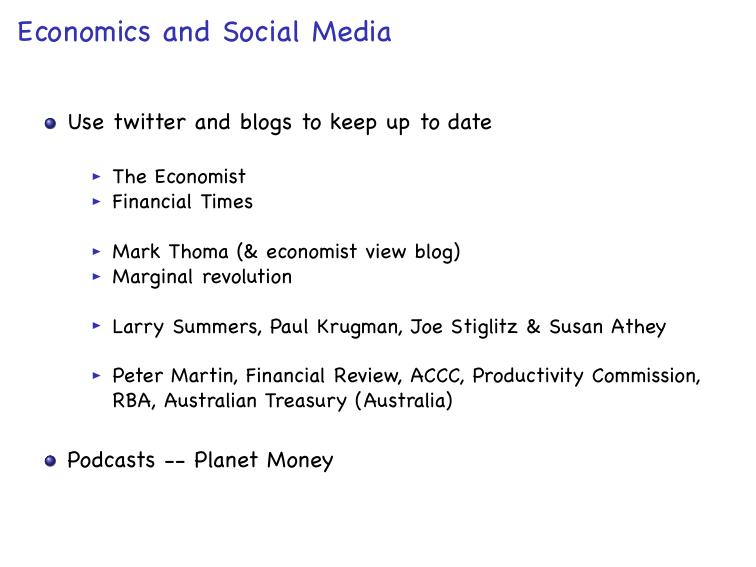 Economics and Social Media
Use twitter and blogs to keep up to date
The Economist
Financial Times
Mark Thoma (& economist view blog)
Marginal revolution
Larry Summers, Paul Krugman, Joe Stiglitz & Susan Athey
Peter Martin, Financial Review, ACCC, Productivity Commission,
RBA, Australian Treasury (Australia)
Podcasts -- Planet Money